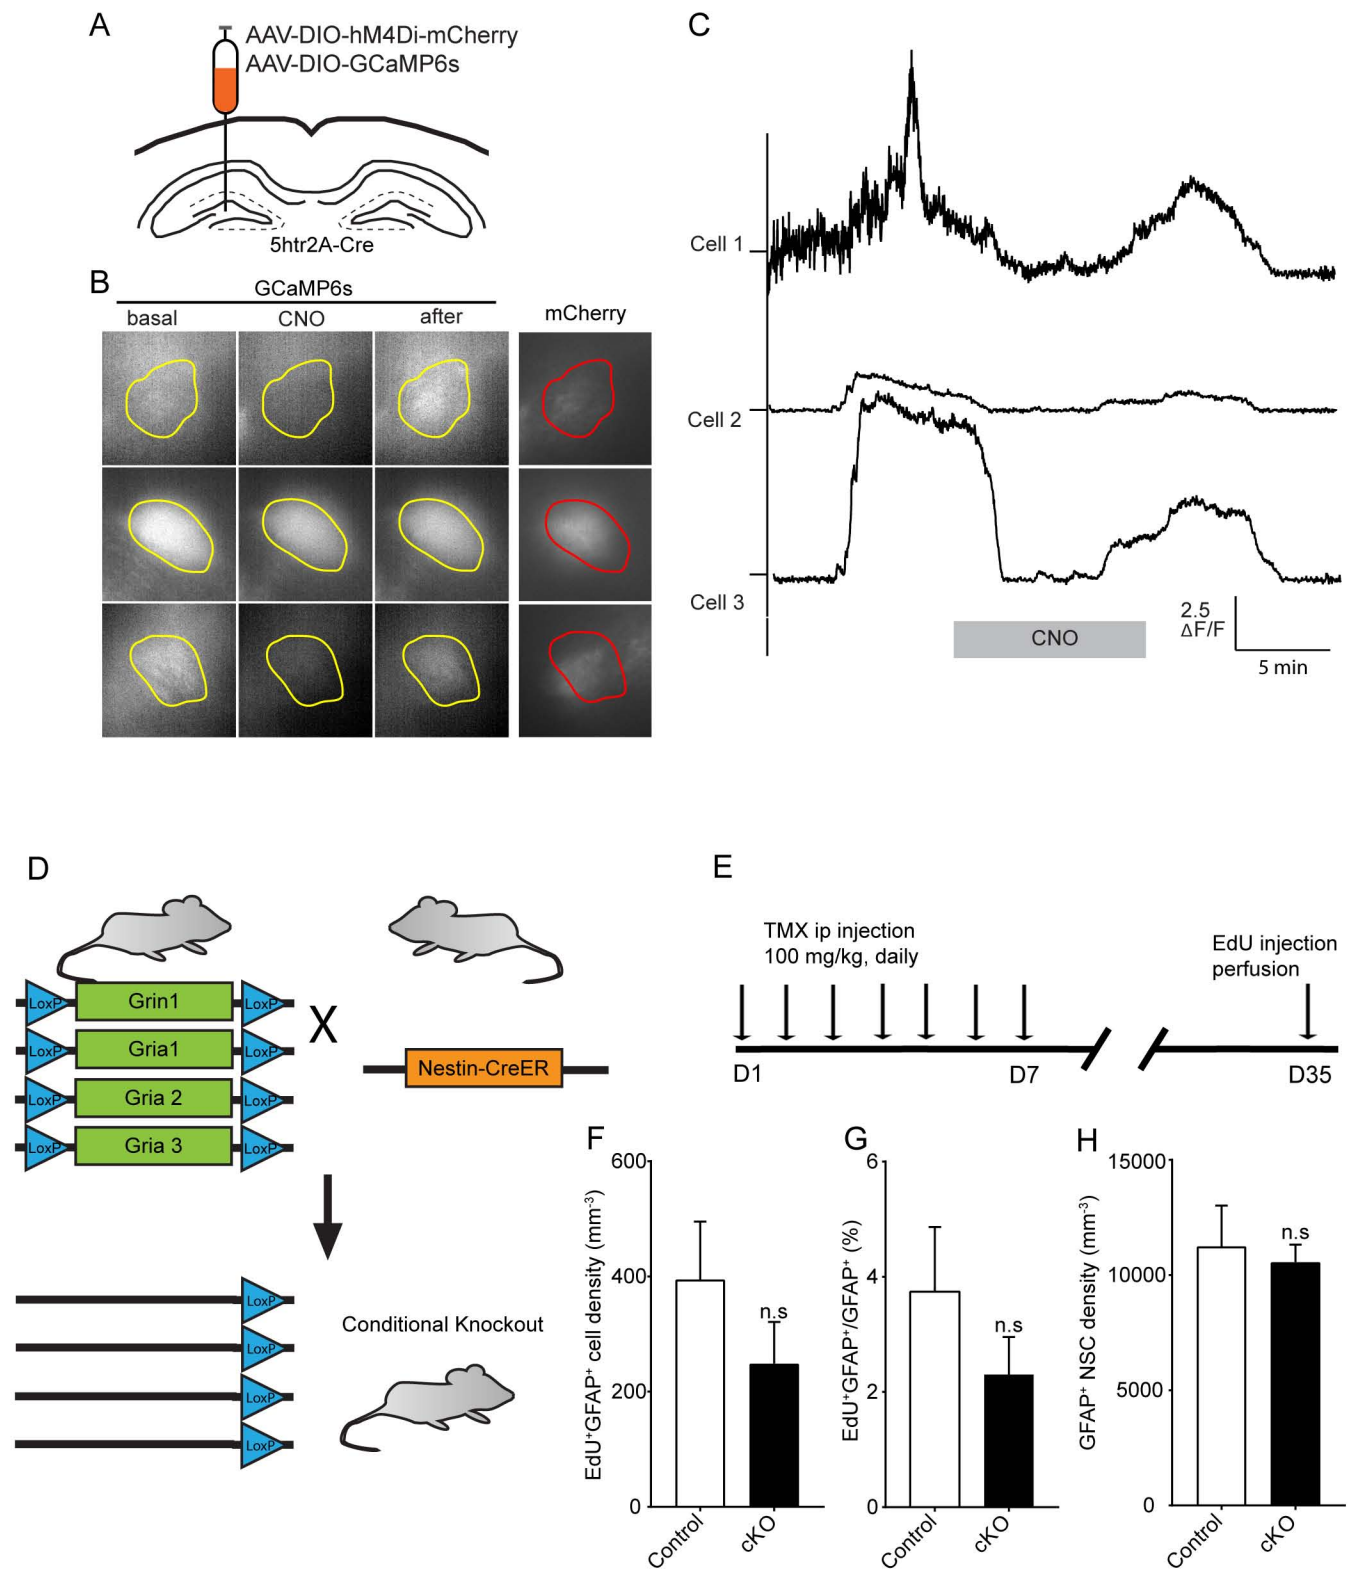 A
AAV-DIO-hM4Di-mCherry
AAV-DIO-GCaMP6s
5htr2A-Cre
B
GCaMP6s
basal
CNO
after
mCherry
C
Cell 1
Cell 2
Cell 3
CNO
2.5
ΔF/F
5 min
D
LoxP
Grin1
LoxP
LoxP
Gria1
LoxP
LoxP
Gria 2
LoxP
LoxP
Gria 3
LoxP
X
Nestin-CreER
LoxP
LoxP
LoxP
LoxP
Conditional Knockout
E
TMX ip injection
100 mg/kg, daily
EdU injection
perfusion
D1
D7
D35
F
EdU⁺GFAP⁺ cell density (mm⁻³)
600
400
200
0
n.s
Control
cKO
G
EdU⁺GFAP⁺/GFAP⁺ (%)
6
4
2
0
n.s
Control
cKO
H
GFAP⁺ NSC density (mm⁻³)
15000
10000
5000
0
n.s
Control
cKO